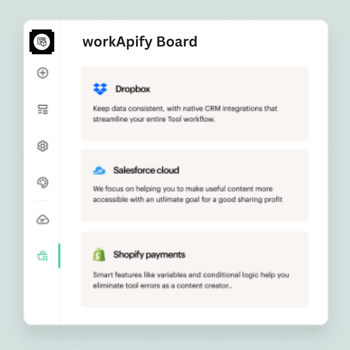 workApify Board
Dropbox
Keep data consistent, with native CRM integrations that
streamline your entire Tool workflow.
Salesforce cloud
We focus on helping you to make useful content more
accessible with an utlimate goal for a good sharing profit
Shopify payments
Smart features like variables and conditional logic help you
eliminate tool errors as a content creator..